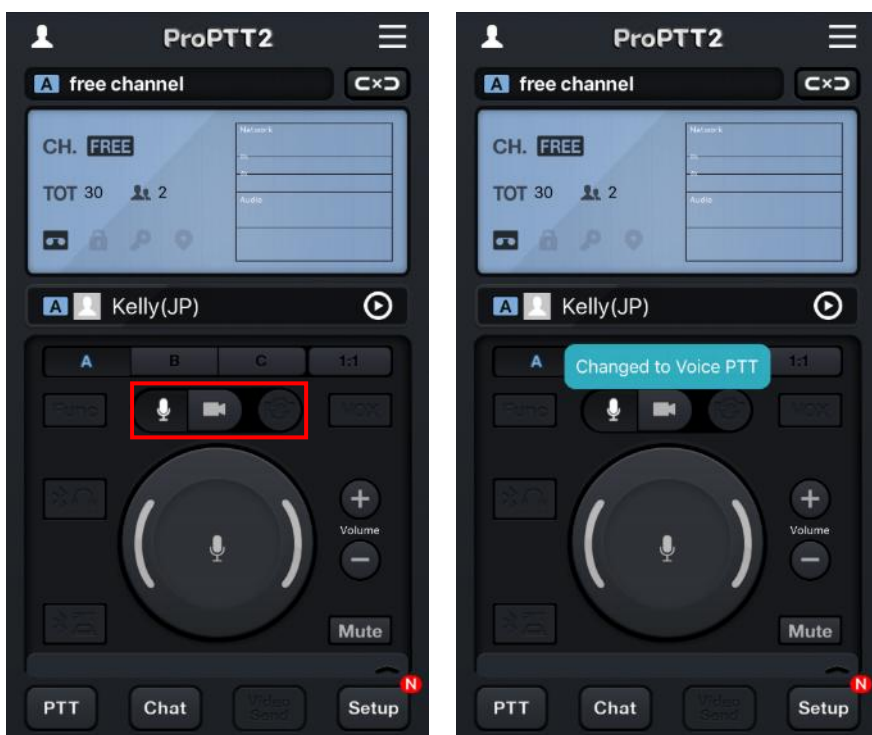 ProPTT2
A free channel
CH. FREE
Network
TOT 30 2
Audio
A Kelly(JP)
A B C 1:1
Func VOX
Volume
Mute
PTT Chat Video Send Setup
N
ProPTT2
A free channel
CH. FREE
Network
TOT 30 2
Audio
A Kelly(JP)
A 1:1
Changed to Voice PTT
Func VOX
Volume
Mute
PTT Chat Video Send Setup
N